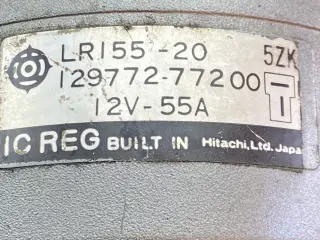 LR155-20 5ZK
129772-77200
12V-55A
IC REG BUILT IN Hitachi, Ltd. Japa